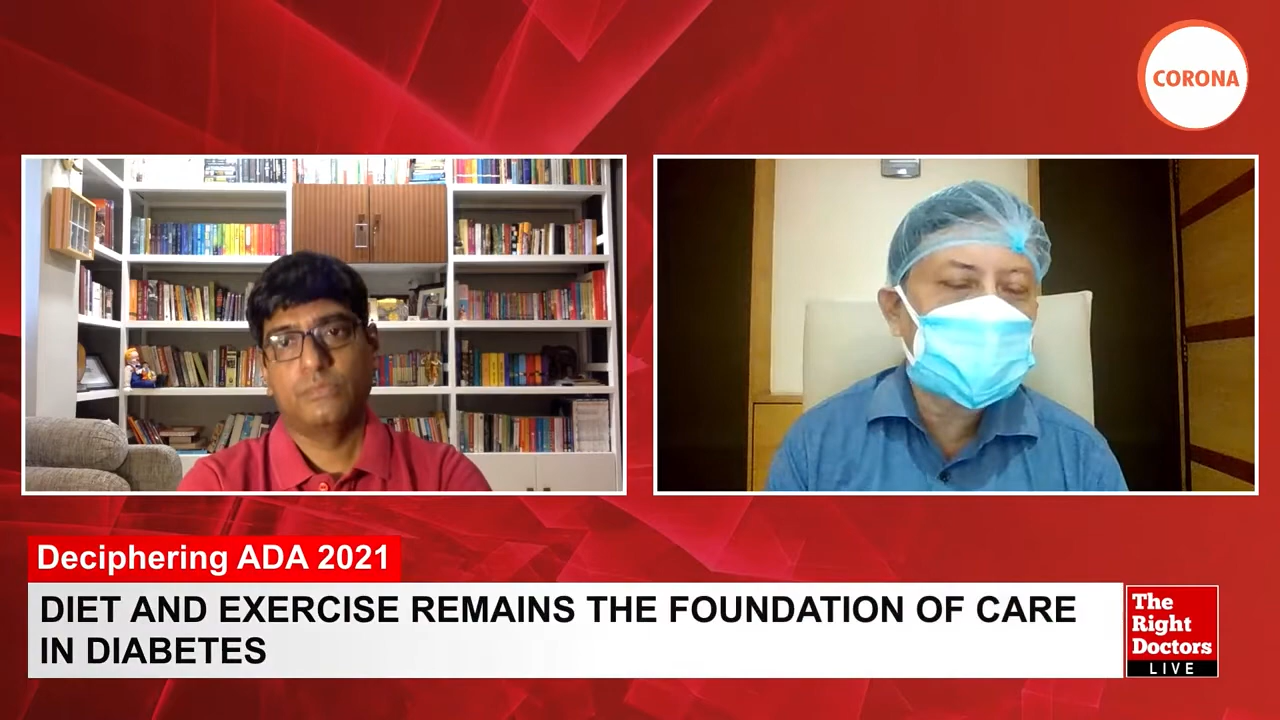 CORONA
Deciphering ADA 2021
DIET AND EXERCISE REMAINS THE FOUNDATION OF CARE
IN DIABETES
The
Right
Doctors
LIVE